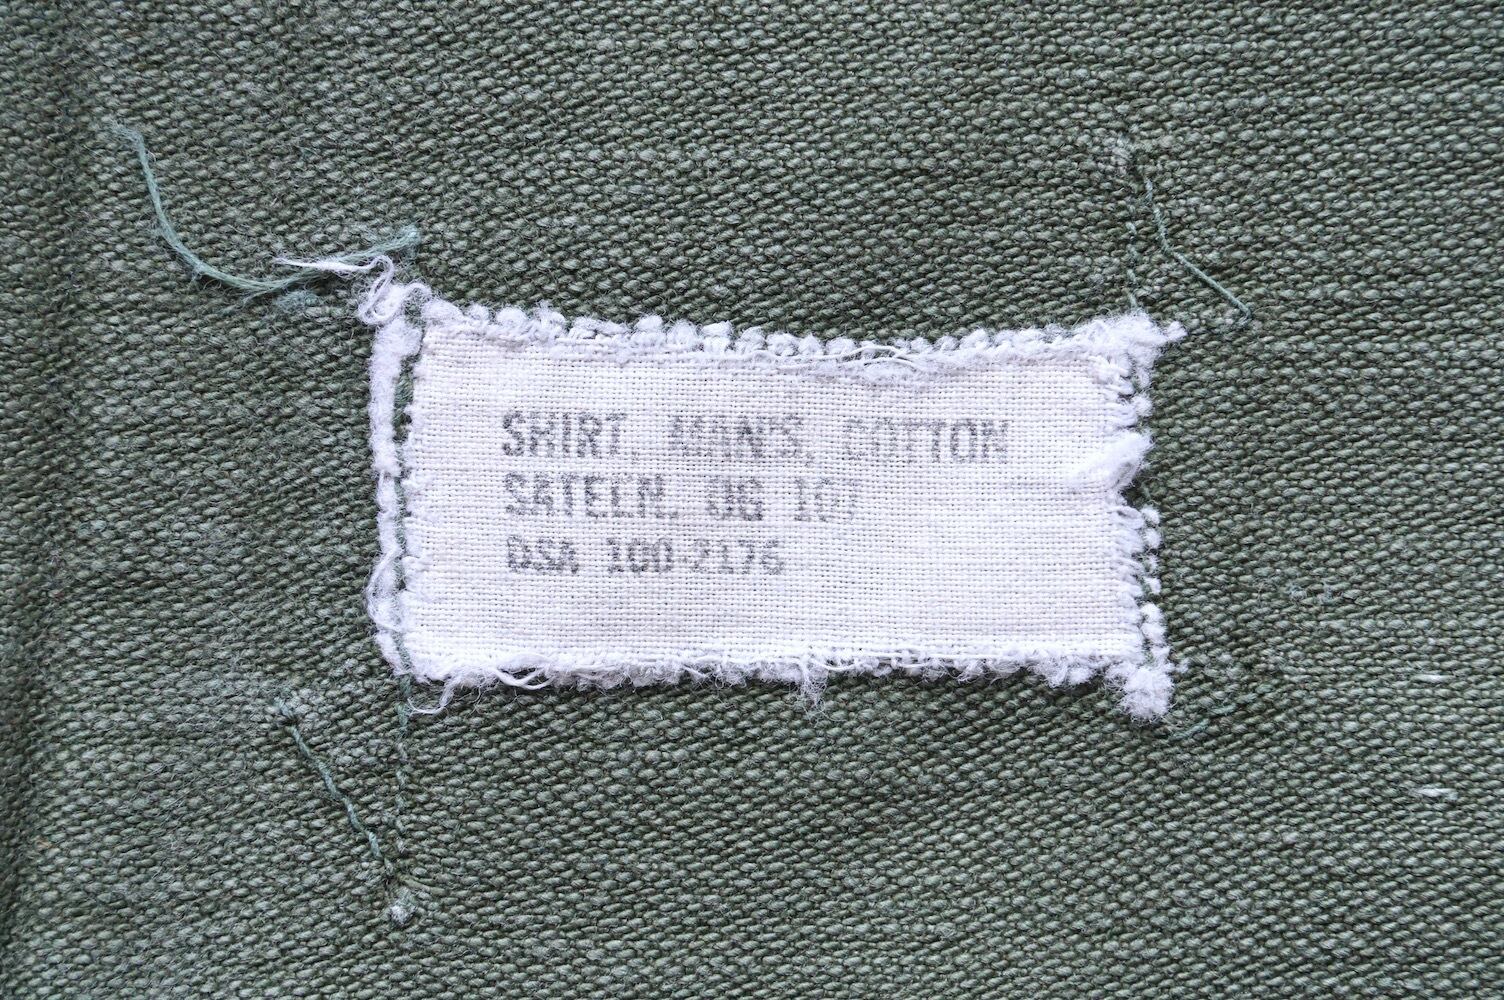 SHIRT, MAN'S, COTTON
SATEEN, OG 107
DSA 100-2176